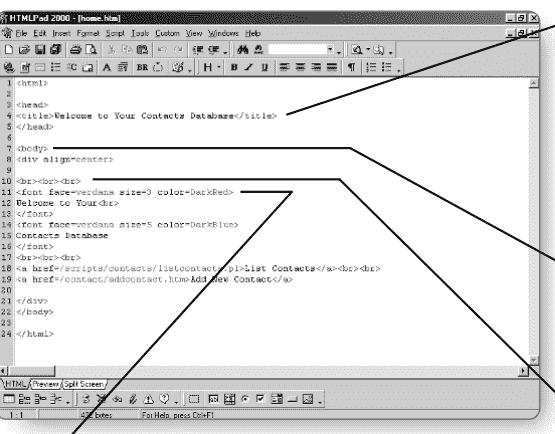 HTMLPad 2000 - [home.htm]
File Edit Insert Format Script Tools Custom View Windows Help
BR H B I U
1 <html>
2
3 <head>
4 <title>Welcome to Your Contacts Database</title>
5 </head>
6
7 <body>
8 <div align=center>
9
10 <br><br><br>
11 <font face=verdana size=3 color=DarkRed>
12 Welcome to Your<br>
13 </font>
14 <font face=verdana size=5 color=DarkBlue>
15 Contacts Database
16 </font>
17 <br><br><br>
18 <a href=/scripts/contacts/listcontacts.pl>List Contacts</a><br><br>
19 <a href=/contact/addcontact.htm>Add New Contact</a>
20
21 </div>
22 </body>
23
24 </html>
HTML Preview Split Screen
1 : 1 bytes For Help, press Ctrl+F1